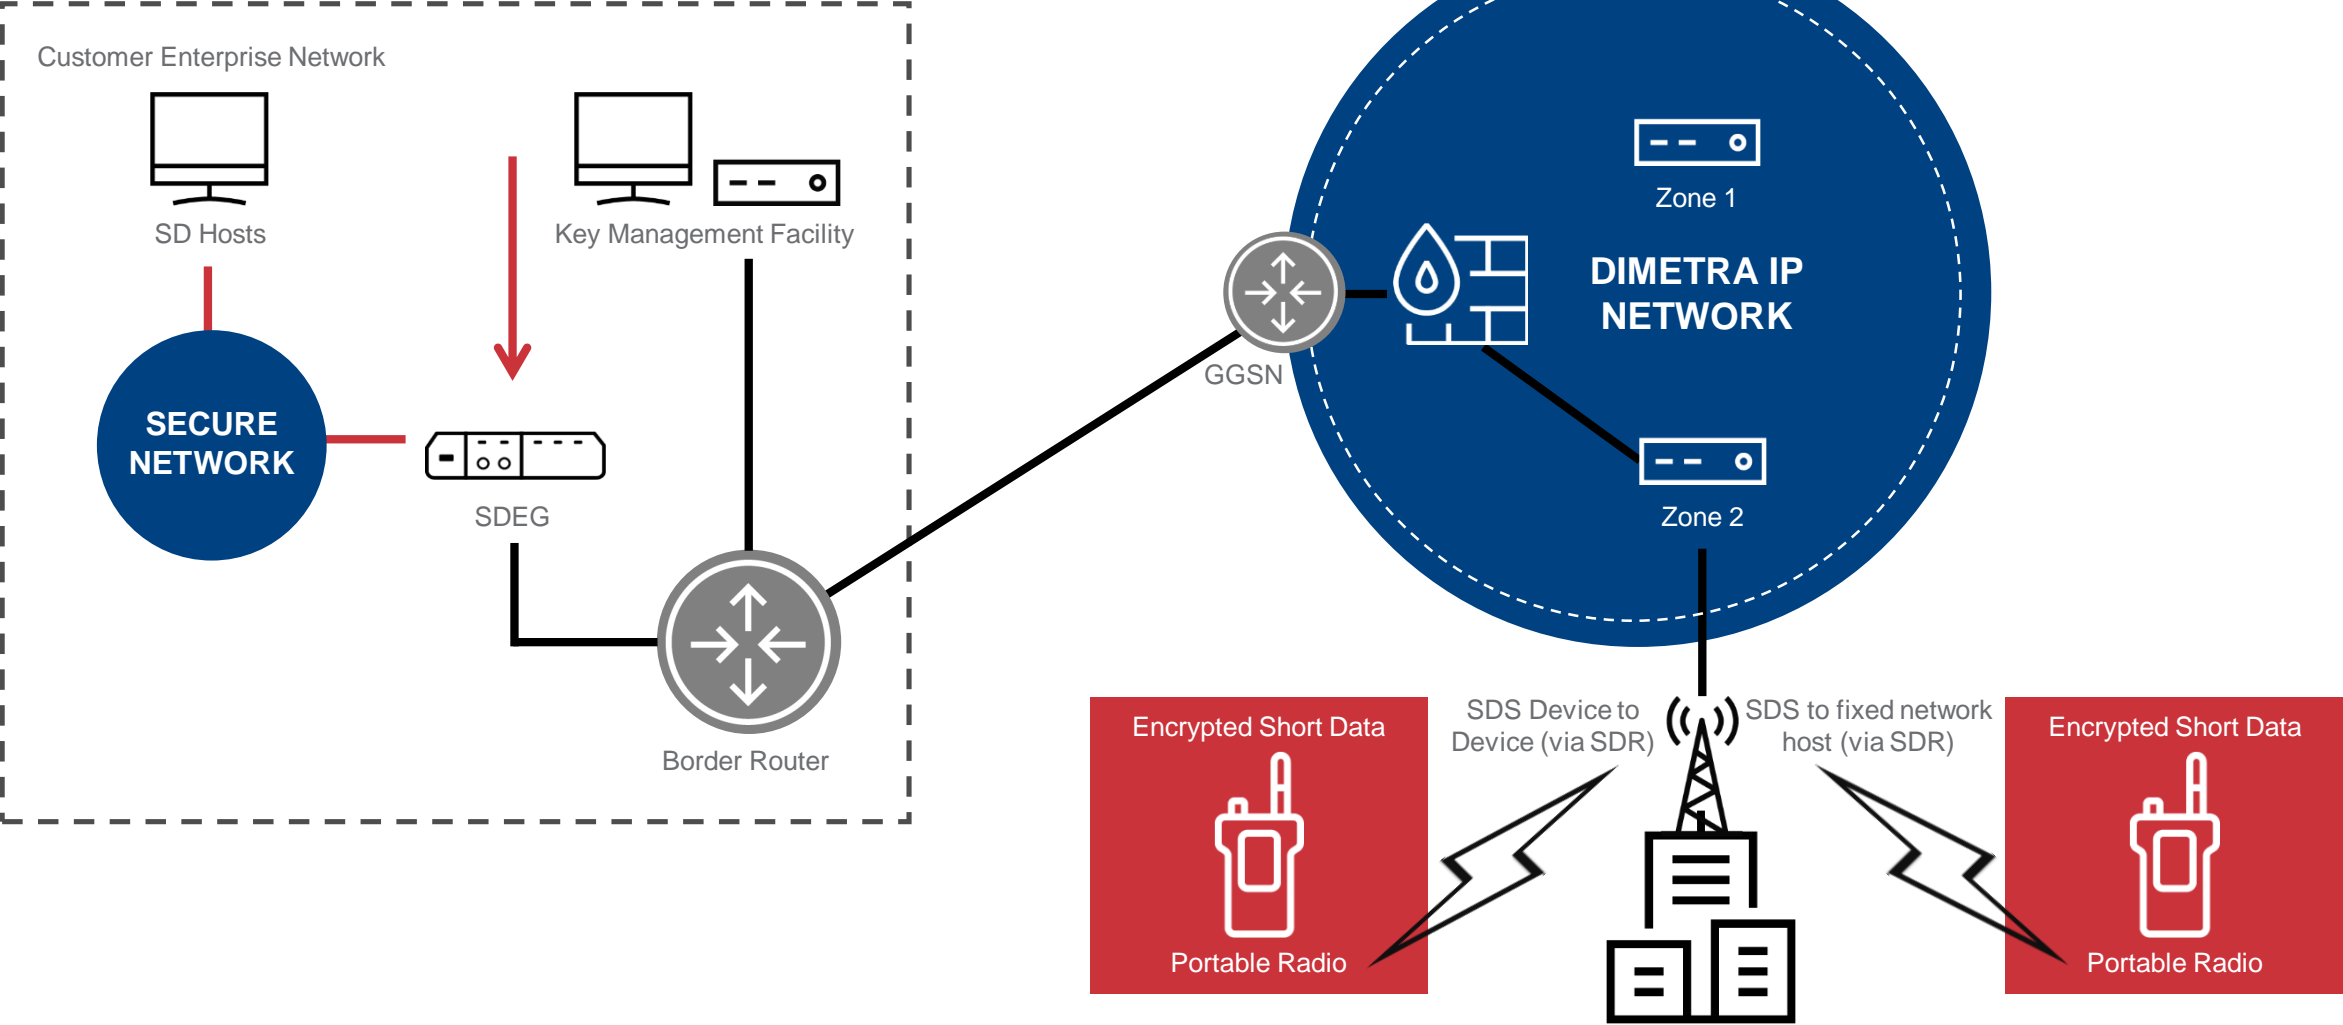 Customer Enterprise Network
SD Hosts
Key Management Facility
SECURE
NETWORK
SDEG
Border Router
GGSN
Zone 1
DIMETRA IP
NETWORK
Zone 2
Encrypted Short Data
Portable Radio
SDS Device to
Device (via SDR)
SDS to fixed network
host (via SDR)
Encrypted Short Data
Portable Radio